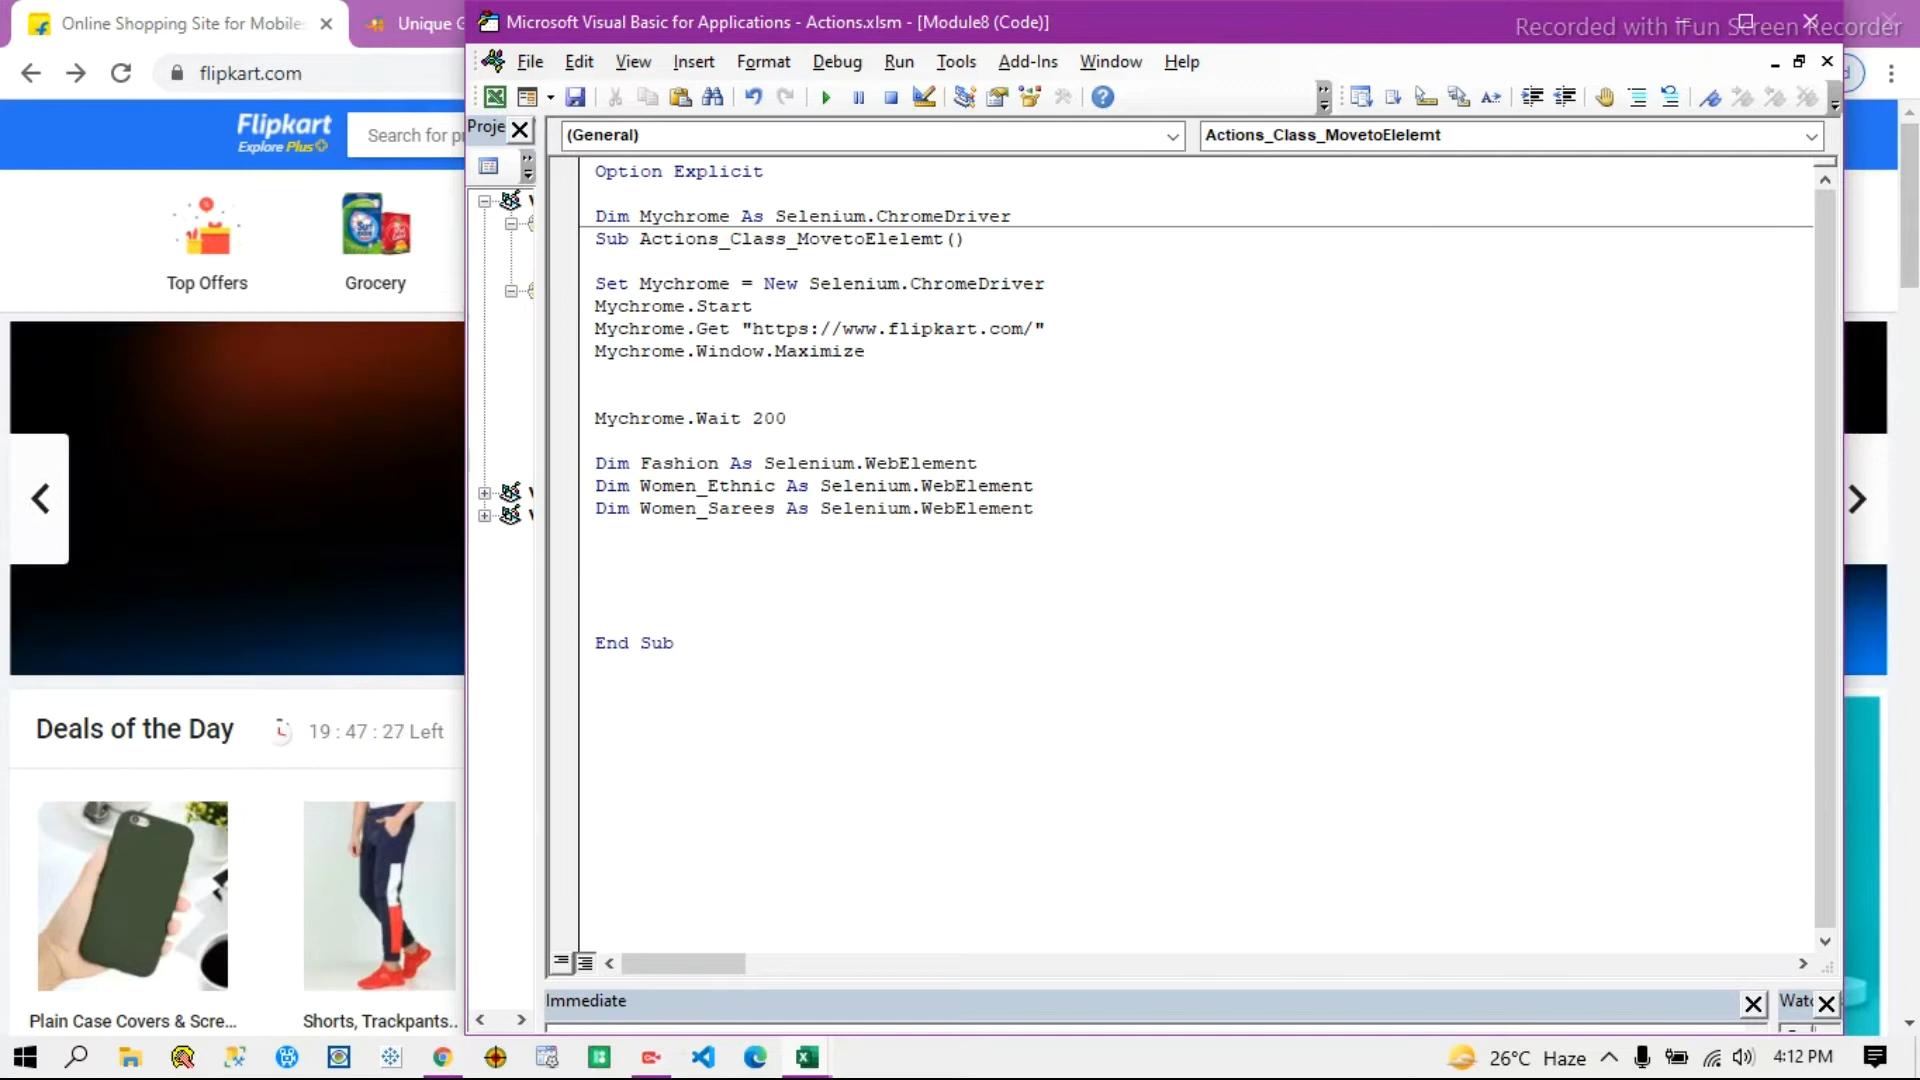 Online Shopping Site for Mobiles
Unique G
Microsoft Visual Basic for Applications - Actions.xlsm - [Module8 (Code)]
Recorded with iFun Screen Recorder
flipkart.com
File Edit View Insert Format Debug Run Tools Add-Ins Window Help
Flipkart
Explore Plus
Search for p
Proje
(General)
Actions_Class_MovetoElelemt
Top Offers
Grocery
Option Explicit
Dim Mychrome As Selenium.ChromeDriver
Sub Actions_Class_MovetoElelemt()
Set Mychrome = New Selenium.ChromeDriver
Mychrome.Start
Mychrome.Get "https://www.flipkart.com/"
Mychrome.Window.Maximize
Mychrome.Wait 200
Dim Fashion As Selenium.WebElement
Dim Women_Ethnic As Selenium.WebElement
Dim Women_Sarees As Selenium.WebElement
End Sub
Deals of the Day
19 : 47 : 27 Left
Plain Case Covers & Scre...
Shorts, Trackpants..
Immediate
Watc
26°C Haze
4:12 PM